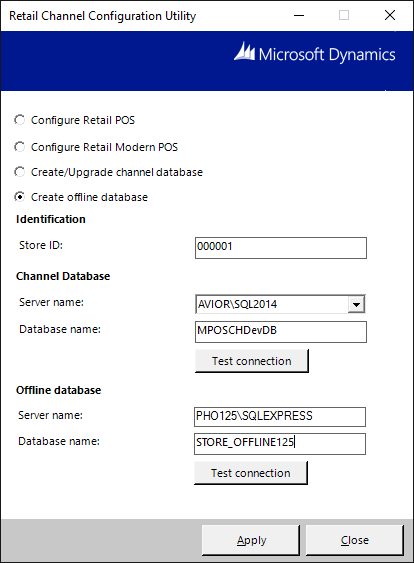 Retail Channel Configuration Utility
Microsoft Dynamics
Configure Retail POS
Configure Retail Modern POS
Create/Upgrade channel database
Create offline database
Identification
Store ID: 000001
Channel Database
Server name: AVIOR\SQL2014
Database name: MPOSCHDevDB
Test connection
Offline database
Server name: PHO125\SQLEXPRESS
Database name: STORE_OFFLINE125
Test connection
Apply Close